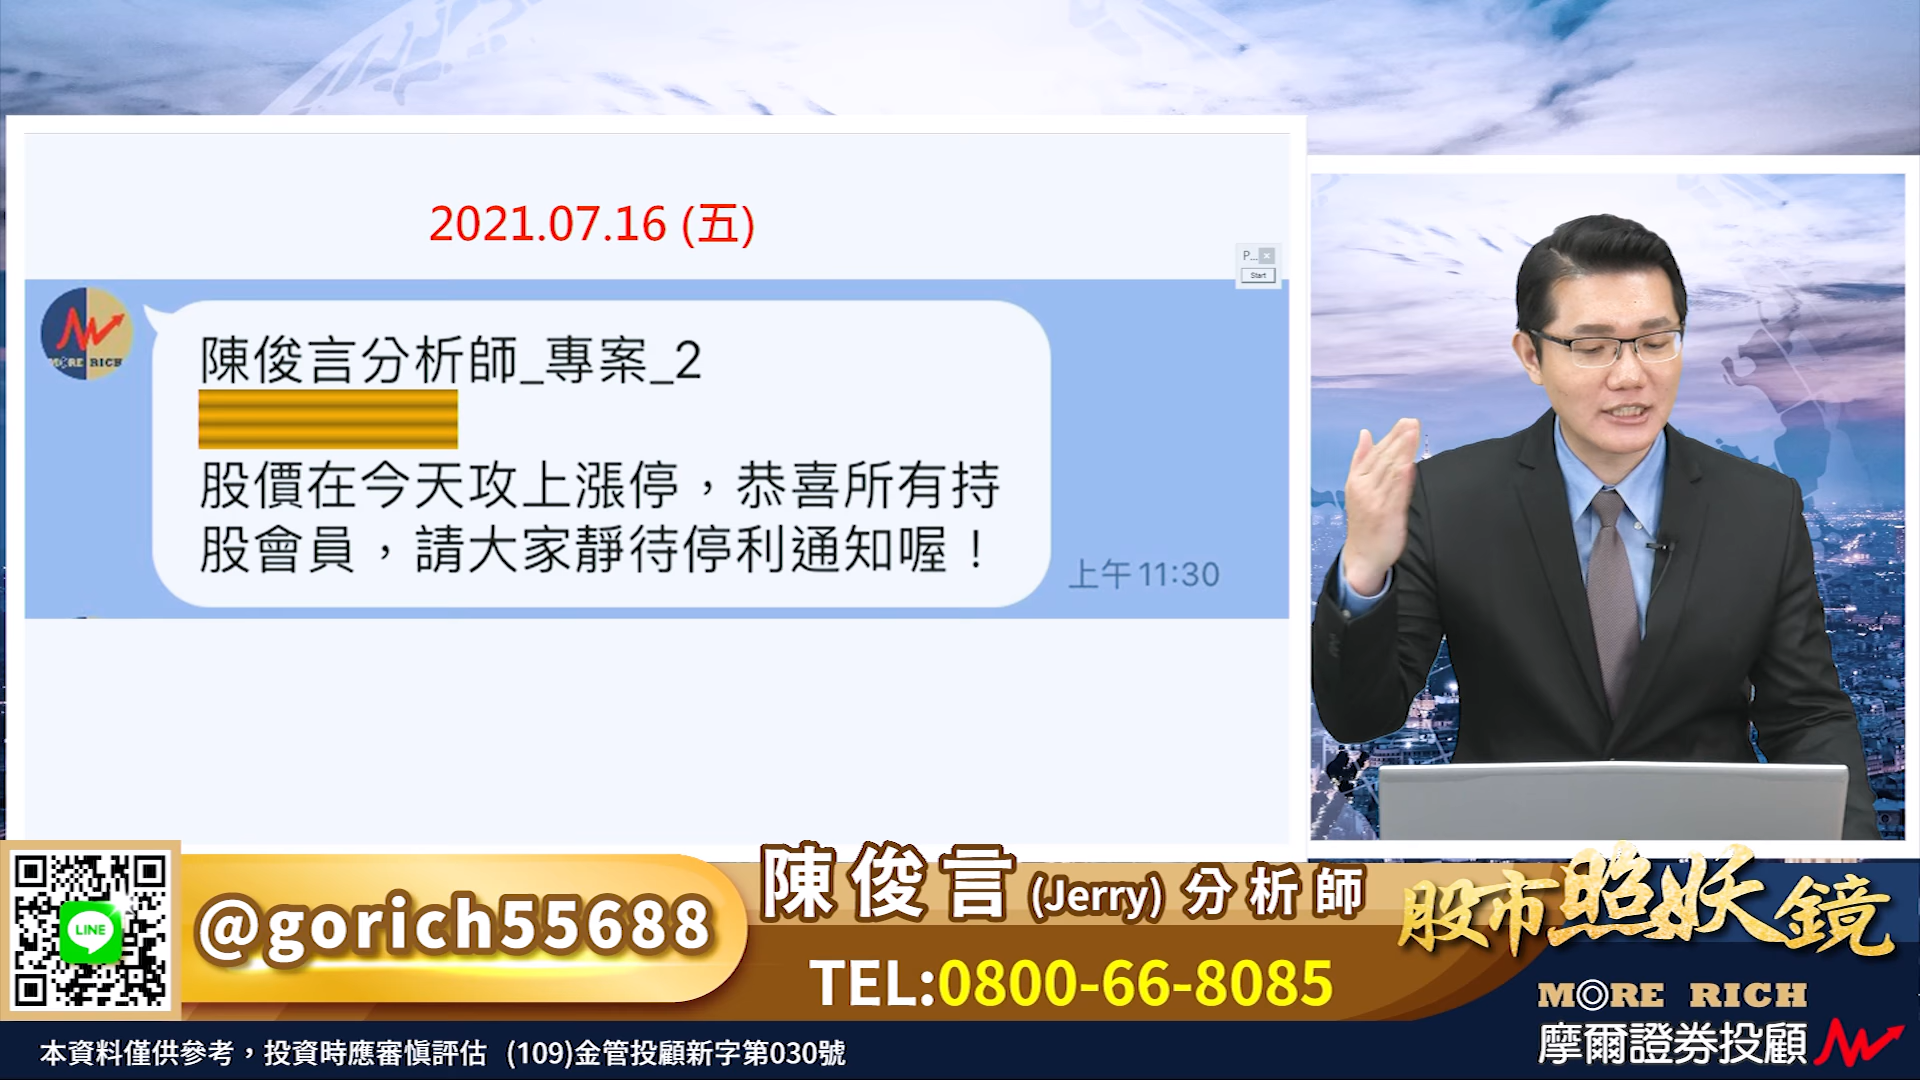 2021.07.16 (五)
P...
Start
MORE RICH
陳俊言分析師_專案_2
股價在今天攻上漲停，恭喜所有持
股會員，請大家靜待停利通知喔！
上午11:30
LINE
@gorich55688
陳俊言(Jerry)分析師
TEL:0800-66-8085
股市照妖鏡
MORE RICH
摩爾證券投顧
本資料僅供參考，投資時應審慎評估 (109)金管投顧新字第030號